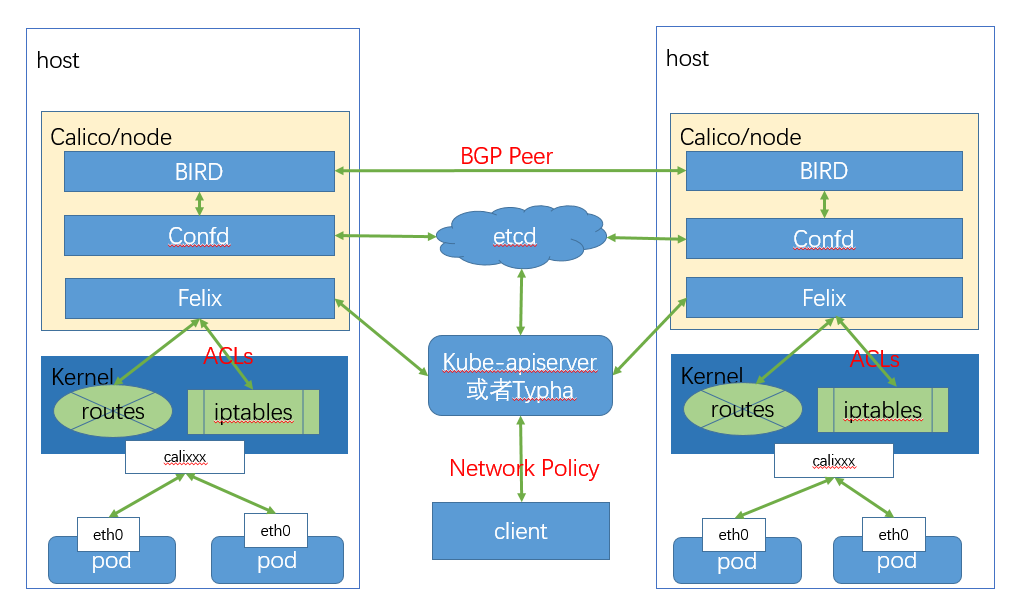 host
Calico/node
BIRD
Confd
Felix
ACLs
Kernel
routes
iptables
calixxx
eth0
pod
eth0
pod
BGP Peer
etcd
Kube-apiserver
或者Typha
Network Policy
client
host
Calico/node
BIRD
Confd
Felix
ACLs
Kernel
routes
iptables
calixxx
eth0
pod
eth0
pod